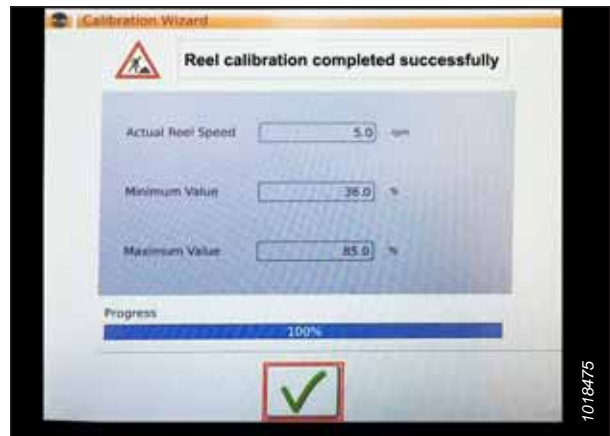 Calibration Wizard
Reel calibration completed successfully
Actual Reel Speed 5.0 rpm
Minimum Value 36.0 %
Maximum Value 85.0 %
Progress
100%
1018475